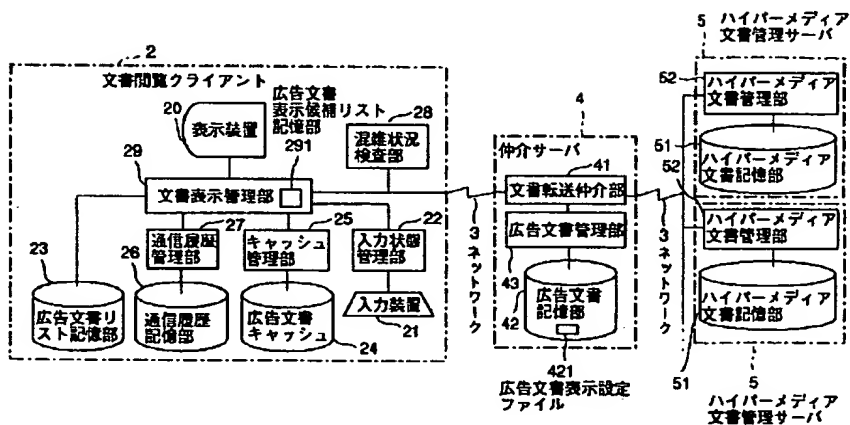 2
文書閲覧クライアント
20
表示装置
広告文書
表示候補リスト
記憶部
28
混雑状況
検査部
29
291
文書表示管理部
23
27
通信履歴
管理部
25
キャッシュ
管理部
22
入力状態
管理部
広告文書リ
スト記憶部
26
通信履歴
記憶部
広告文書
キャッシュ
24
入力装置
21
3
ネットワーク
4
仲介サーバ
41
文書転送仲介部
広告文書管理部
43
42
広告文書
記憶部
421
広告文書表示設定
ファイル
3
ネットワーク
5
ハイパーメディア
文書管理サーバ
52
ハイパーメディア
文書管理部
51
ハイパーメディア
文書記憶部
52
ハイパーメディア
文書管理部
ハイパーメディア
文書記憶部
51
5
ハイパーメディア
文書管理サーバ